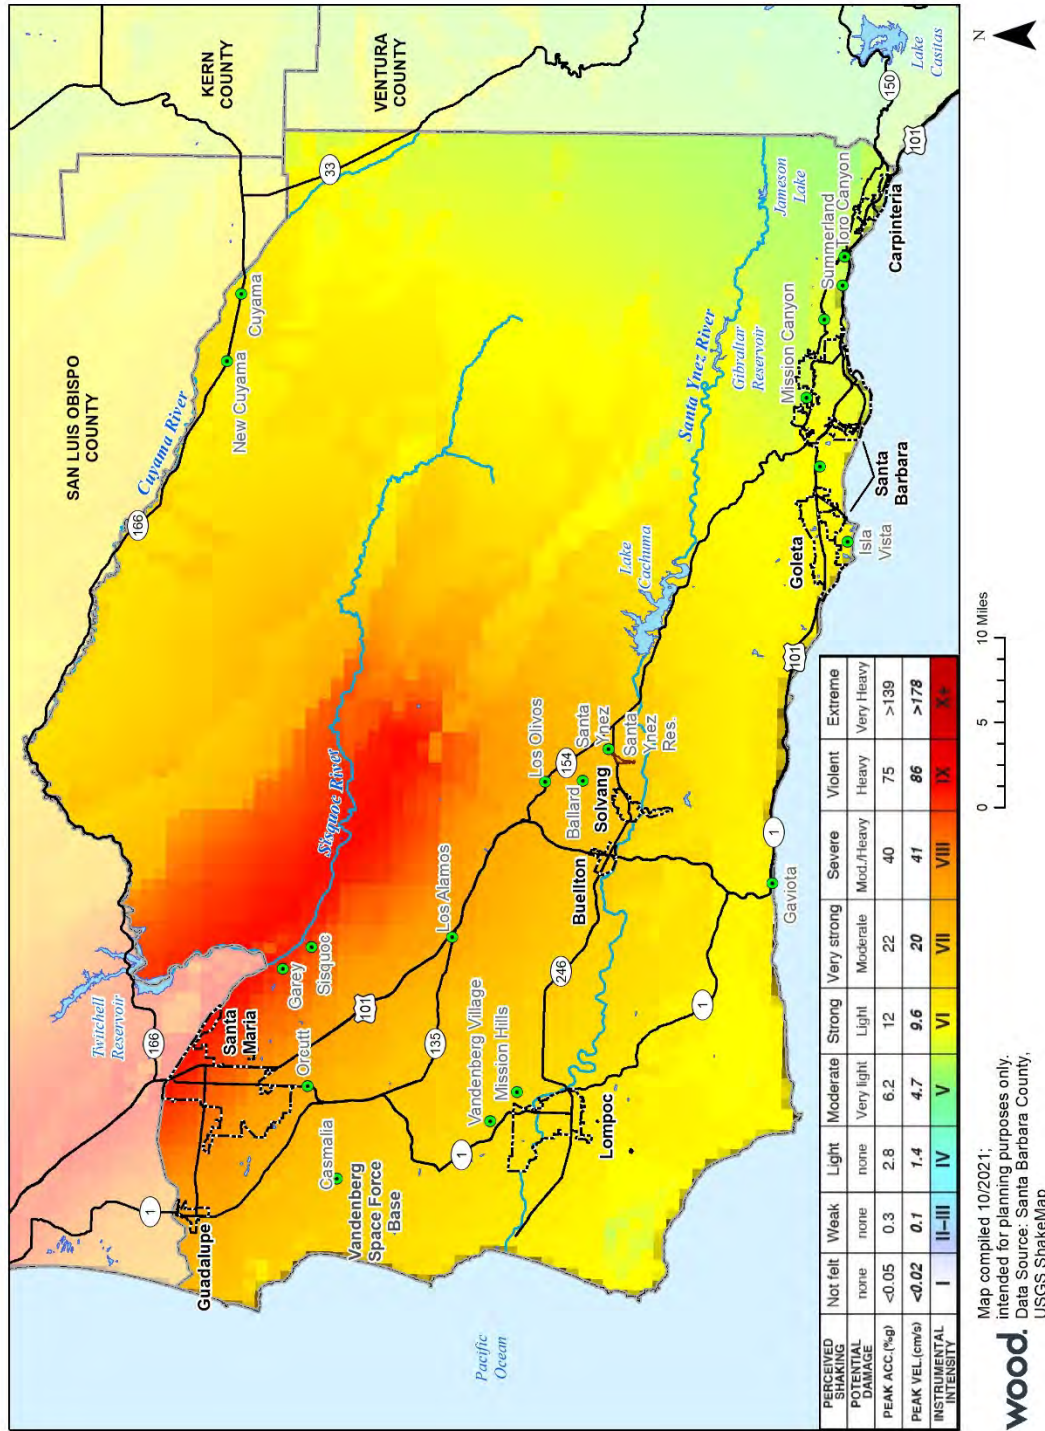 SAN LUIS OBISPO
COUNTY
KERN
COUNTY
VENTURA
COUNTY
166
Cuyama River
New Cuyama
Cuyama
33
Twitchell
Reservoir
166
1
Guadalupe
Santa
Maria
Garey
Sisquoc
Sisquoc River
Orcutt
101
Casmalia
Vandenberg
Space Force
Base
135
Los Alamos
1
Vandenberg Village
Mission Hills
Lompoc
246
Los Olivos
154
Ballard
Santa
Ynez
Solvang
Santa
Ynez
Res.
Buellton
1
Lake
Cachuma
Santa Ynez River
Gibraltar
Reservoir
Jameson
Lake
Gaviota
1
101
Goleta
Isla
Vista
Santa
Barbara
Mission Canyon
Summerland
Toro Canyon
Carpinteria
101
150
Lake
Casitas
Pacific
Ocean
PERCEIVED SHAKING Not felt Weak Light Moderate Strong Very strong Severe Violent Extreme
POTENTIAL DAMAGE none none none Very light Light Moderate Mod./Heavy Heavy Very Heavy
PEAK ACC.(%g) <0.05 0.3 2.8 6.2 12 22 40 75 >139
PEAK VEL.(cm/s) <0.02 0.1 1.4 4.7 9.6 20 41 86 >178
INSTRUMENTAL INTENSITY I II–III IV V VI VII VIII IX X+
wood.
Map compiled 10/2021;
intended for planning purposes only.
Data Source: Santa Barbara County,
USGS ShakeMap
0 5 10 Miles
N